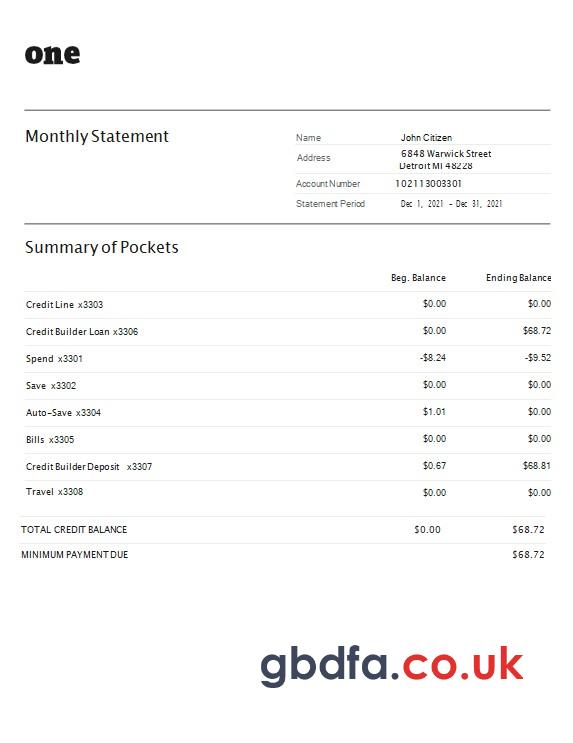 one
Monthly Statement
Name John Citizen
Address 6848 Warwick Street
Detroit MI 48228
Account Number 102113003301
Statement Period Dec 1, 2021 - Dec 31, 2021
Summary of Pockets
Beg. Balance Ending Balance
Credit Line x3303 $0.00 $0.00
Credit Builder Loan x3306 $0.00 $68.72
Spend x3301 -$8.24 -$9.52
Save x3302 $0.00 $0.00
Auto-Save x3304 $1.01 $0.00
Bills x3305 $0.00 $0.00
Credit Builder Deposit x3307 $0.67 $68.81
Travel x3308 $0.00 $0.00
TOTAL CREDIT BALANCE $0.00 $68.72
MINIMUM PAYMENT DUE $68.72
gbdfa.co.uk